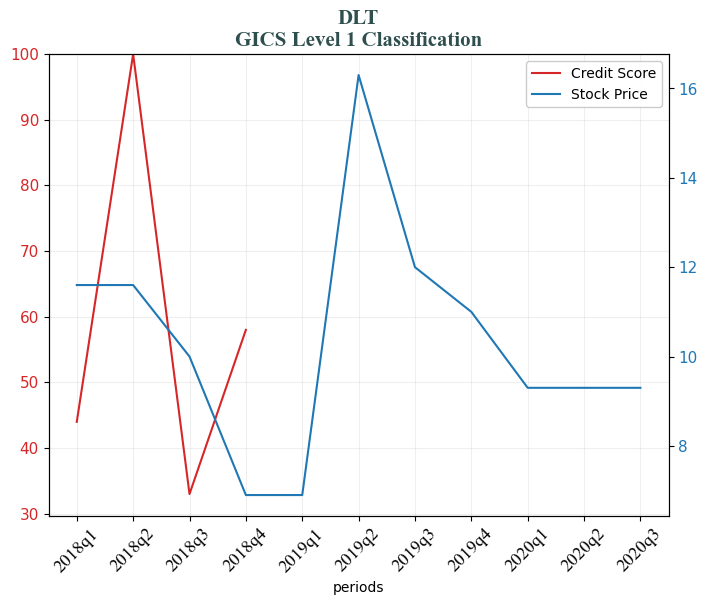 DLT
GICS Level 1 Classification
Credit Score
Stock Price
100
90
80
70
60
50
40
30
16
14
12
10
8
2018q1
2018q2
2018q3
2018q4
2019q1
2019q2
2019q3
2019q4
2020q1
2020q2
2020q3
periods